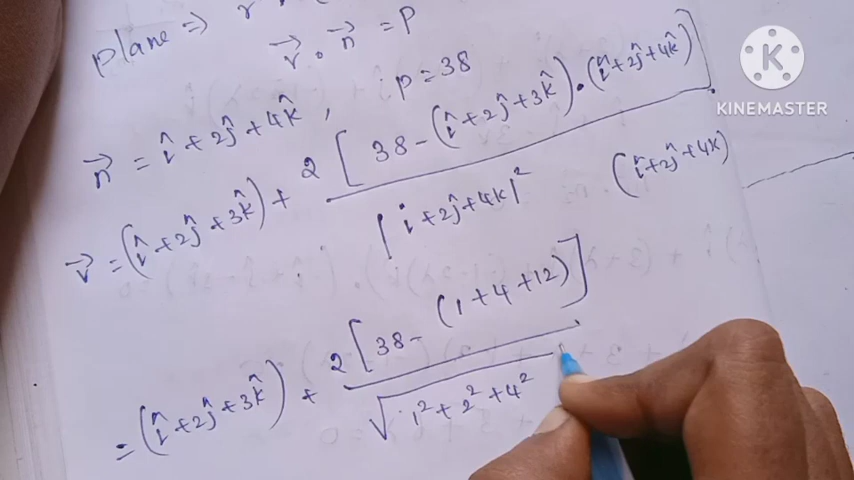 plane ⇒ r⃗ . (
r⃗ . n⃗ = P
n⃗ = î + 2ĵ + 4k̂ , P = 38
r⃗ = (î + 2ĵ + 3k̂) + 2 [ 38 - (î + 2ĵ + 3k̂) . (î + 2ĵ + 4k̂) ] / | i + 2ĵ + 4k |² (î + 2ĵ + 4k)
= (î + 2ĵ + 3k̂) + 2 [ 38 - (1 + 4 + 12) ] / √1² + 2² + 4²
K
KINEMASTER